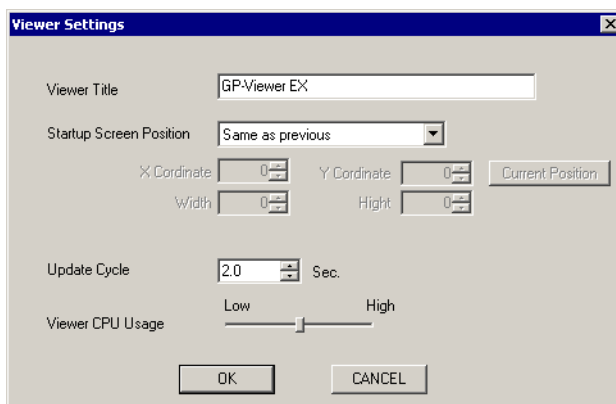 Viewer Settings
Viewer Title GP-Viewer EX
Startup Screen Position Same as previous
X Cordinate 0 Y Cordinate 0 Current Position
Width 0 Hight 0
Update Cycle 2.0 Sec.
Low High
Viewer CPU Usage
OK CANCEL